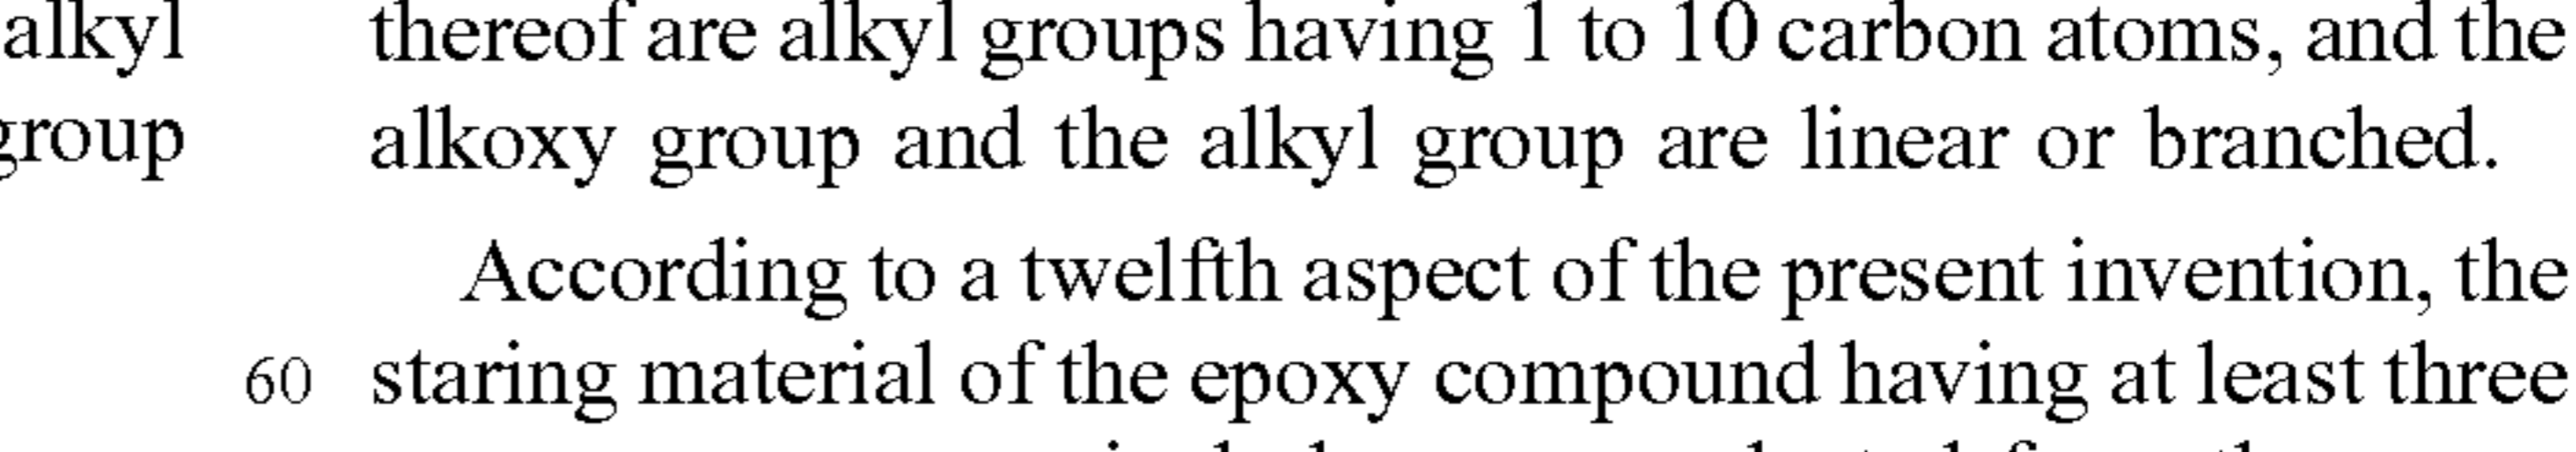 alkyl
group
thereof are alkyl groups having 1 to 10 carbon atoms, and the
alkoxy group and the alkyl group are linear or branched.
According to a twelfth aspect of the present invention, the
60 staring material of the epoxy compound having at least three